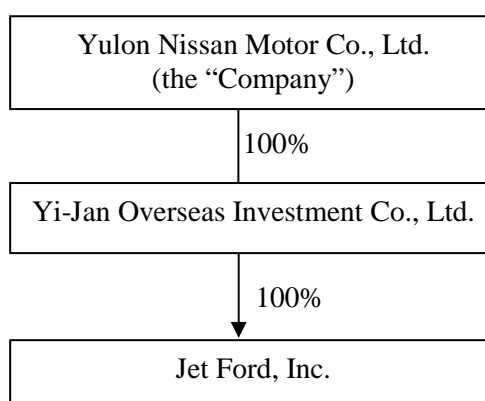 Yulon Nissan Motor Co., Ltd.
(the “Company”)
100%
Yi-Jan Overseas Investment Co., Ltd.
100%
Jet Ford, Inc.